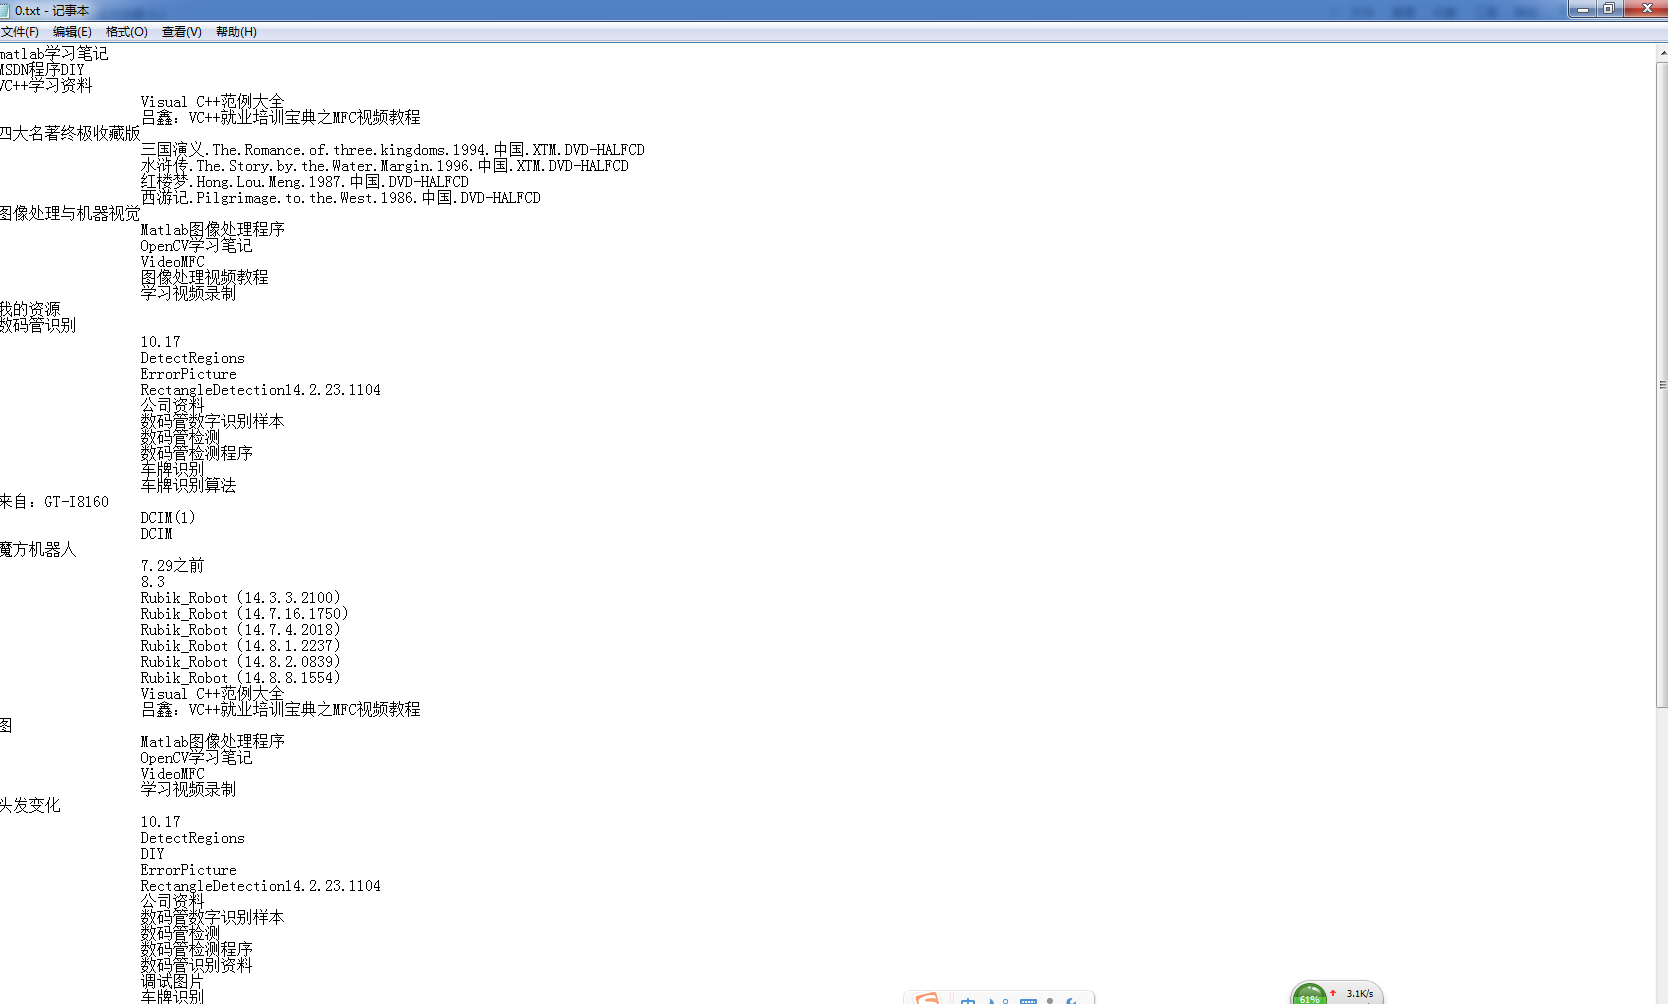 0.txt - 记事本
文件(F) 编辑(E) 格式(O) 查看(V) 帮助(H)
matlab学习笔记
MSDN程序DIY
VC++学习资料
Visual C++范例大全
吕鑫：VC++就业培训宝典之MFC视频教程
四大名著终极收藏版
三国演义.The.Romance.of.three.kingdoms.1994.中国.XTM.DVD-HALFCD
水浒传.The.Story.by.the.Water.Margin.1996.中国.XTM.DVD-HALFCD
红楼梦.Hong.Lou.Meng.1987.中国.DVD-HALFCD
西游记.Pilgrimage.to.the.West.1986.中国.DVD-HALFCD
图像处理与机器视觉
Matlab图像处理程序
OpenCV学习笔记
VideoMFC
图像处理视频教程
学习视频录制
我的资源
数码管识别
10.17
DetectRegions
ErrorPicture
RectangleDetection14.2.23.1104
公司资料
数码管数字识别样本
数码管检测
数码管检测程序
车牌识别
车牌识别算法
来自：GT-I8160
DCIM(1)
DCIM
魔方机器人
7.29之前
8.3
Rubik_Robot（14.3.3.2100）
Rubik_Robot（14.7.16.1750）
Rubik_Robot（14.7.4.2018）
Rubik_Robot（14.8.1.2237）
Rubik_Robot（14.8.2.0839）
Rubik_Robot（14.8.8.1554）
Visual C++范例大全
吕鑫：VC++就业培训宝典之MFC视频教程
图
Matlab图像处理程序
OpenCV学习笔记
VideoMFC
学习视频录制
头发变化
10.17
DetectRegions
DIY
ErrorPicture
RectangleDetection14.2.23.1104
公司资料
数码管数字识别样本
数码管检测
数码管检测程序
数码管识别资料
调试图片
车牌识别
61% 3.1K/s